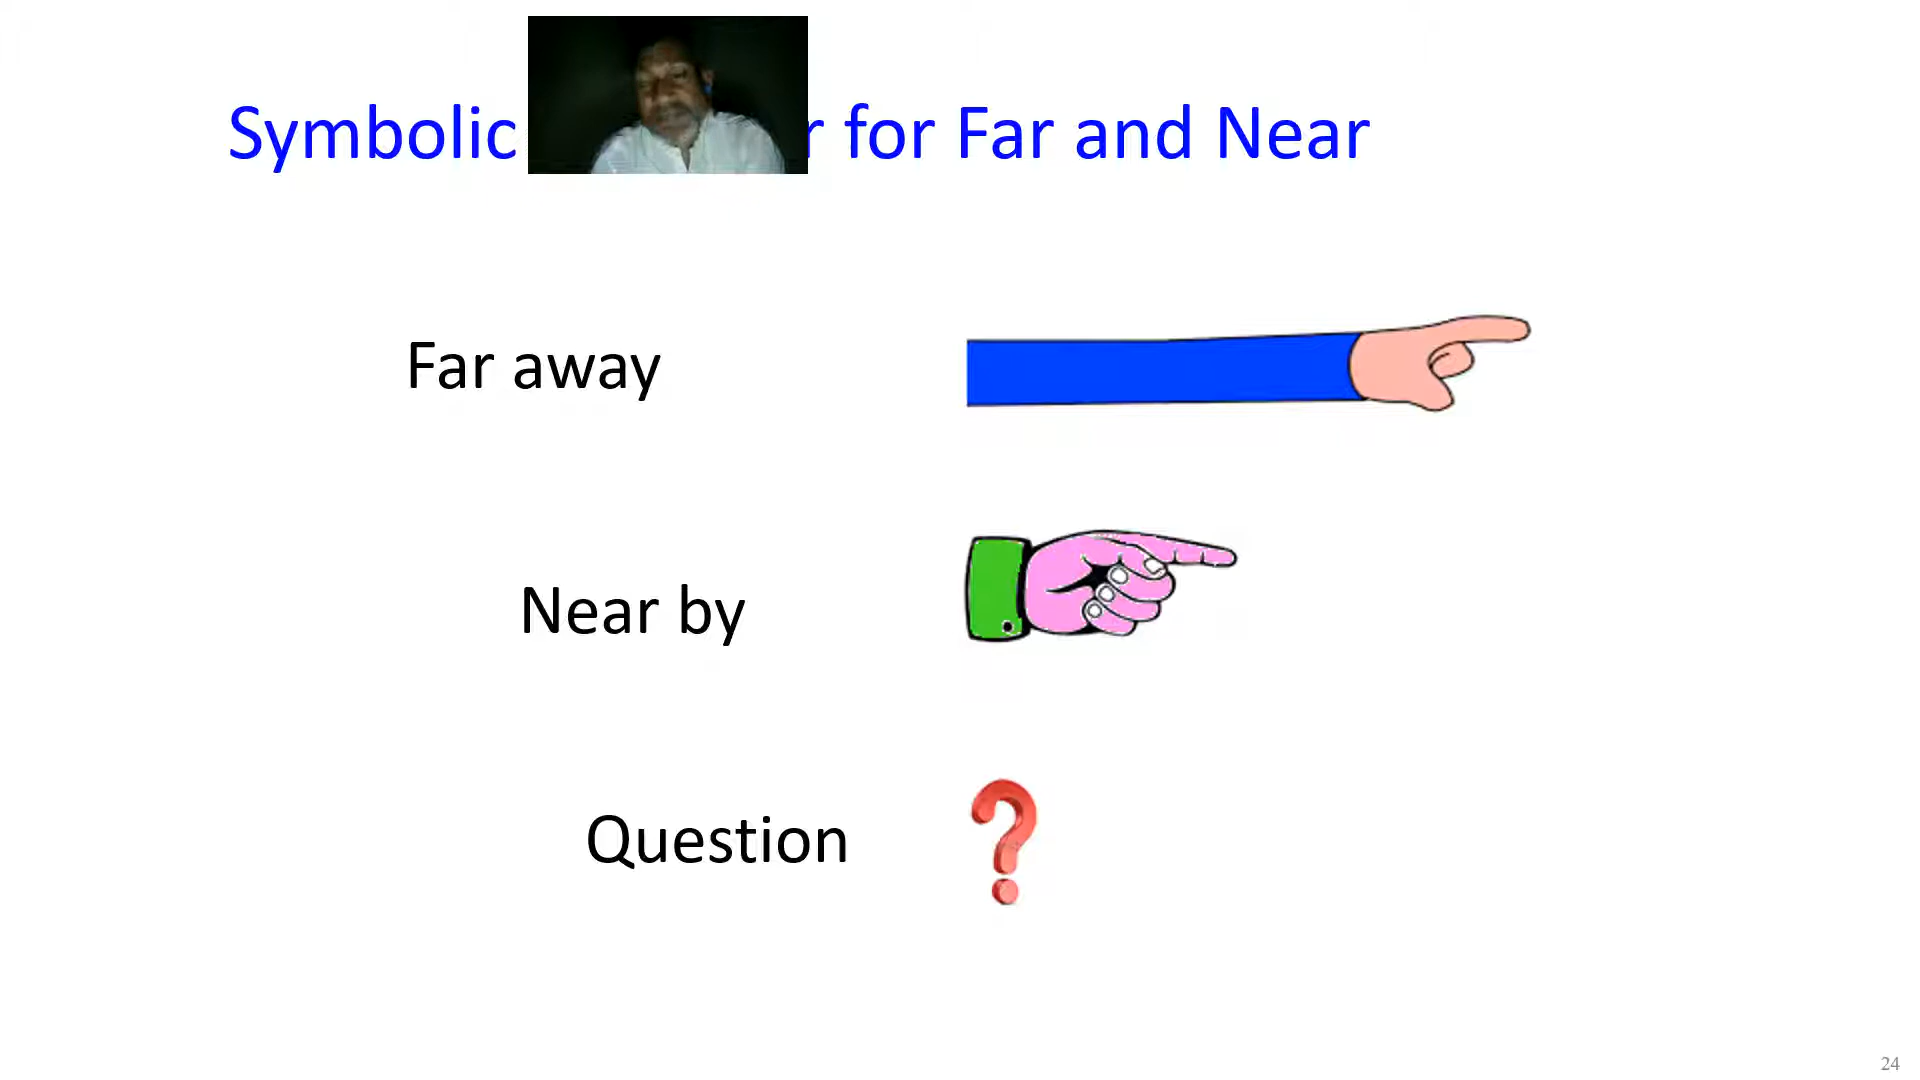 Symbolic for Far and Near
Far away
Near by
Question
24